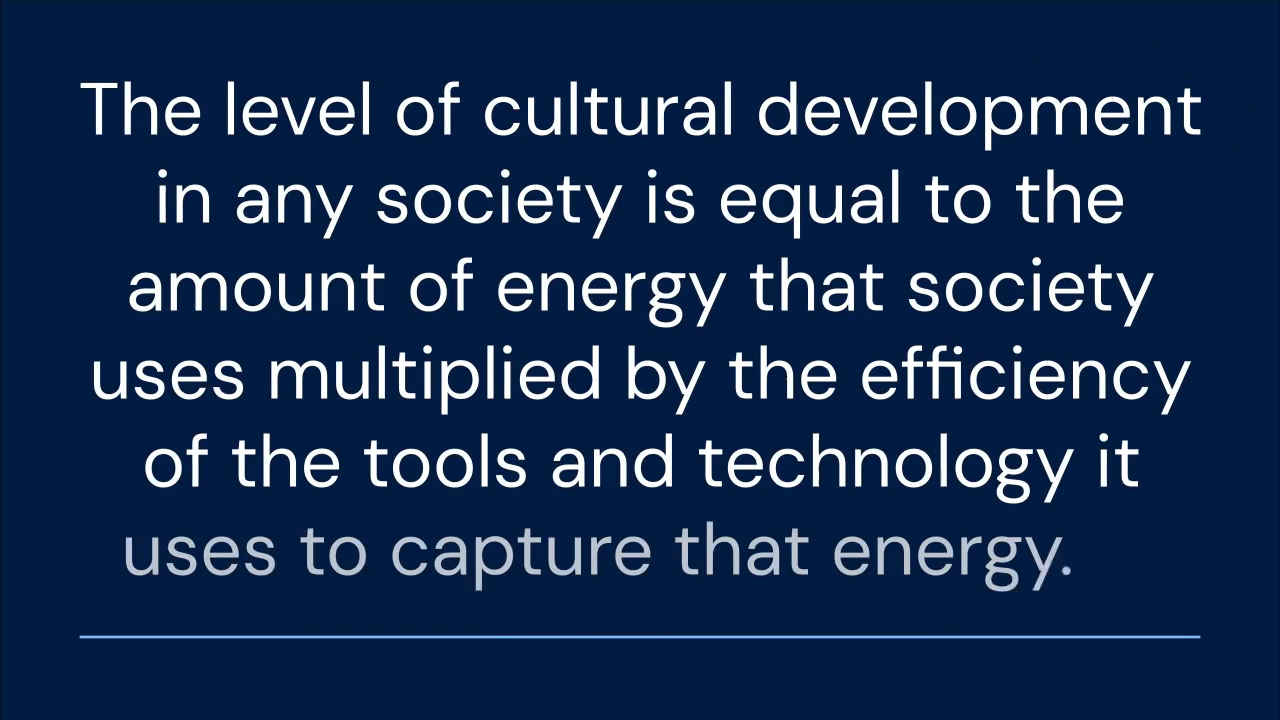 The level of cultural development
in any society is equal to the
amount of energy that society
uses multiplied by the efficiency
of the tools and technology it
uses to capture that energy.